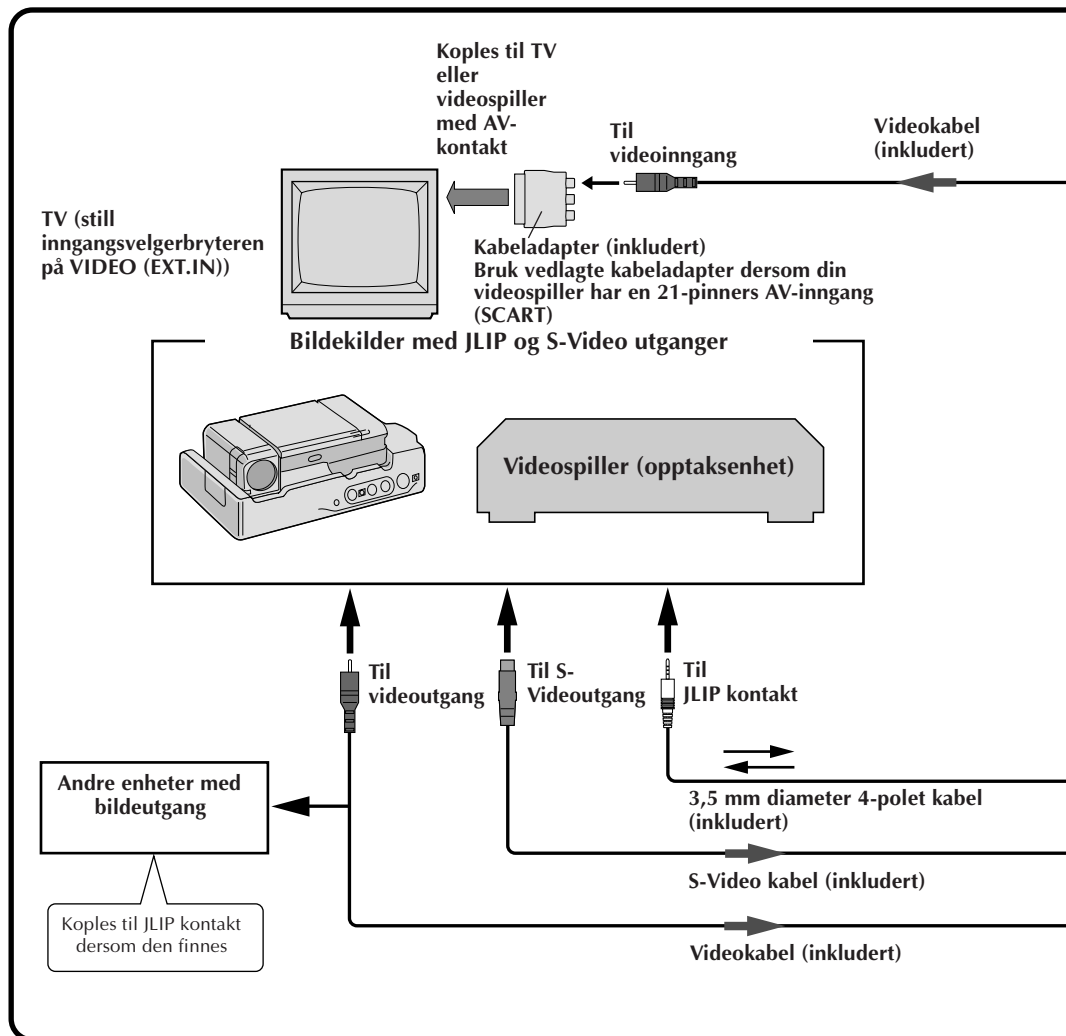 Koples til TV
eller
videospiller
med AV-
kontakt
Til
videoinngang
Videokabel
(inkludert)
TV (still
inngangsvelgerbryteren
på VIDEO (EXT.IN))
Kabeladapter (inkludert)
Bruk vedlagte kabeladapter dersom din
videospiller har en 21-pinners AV-inngang
(SCART)
Bildekilder med JLIP og S-Video utganger
Videospiller (opptaksenhet)
Til
videoutgang
Til S-
Videoutgang
Til
JLIP kontakt
Andre enheter med
bildeutgang
3,5 mm diameter 4-polet kabel
(inkludert)
S-Video kabel (inkludert)
Koples til JLIP kontakt
dersom den finnes
Videokabel (inkludert)